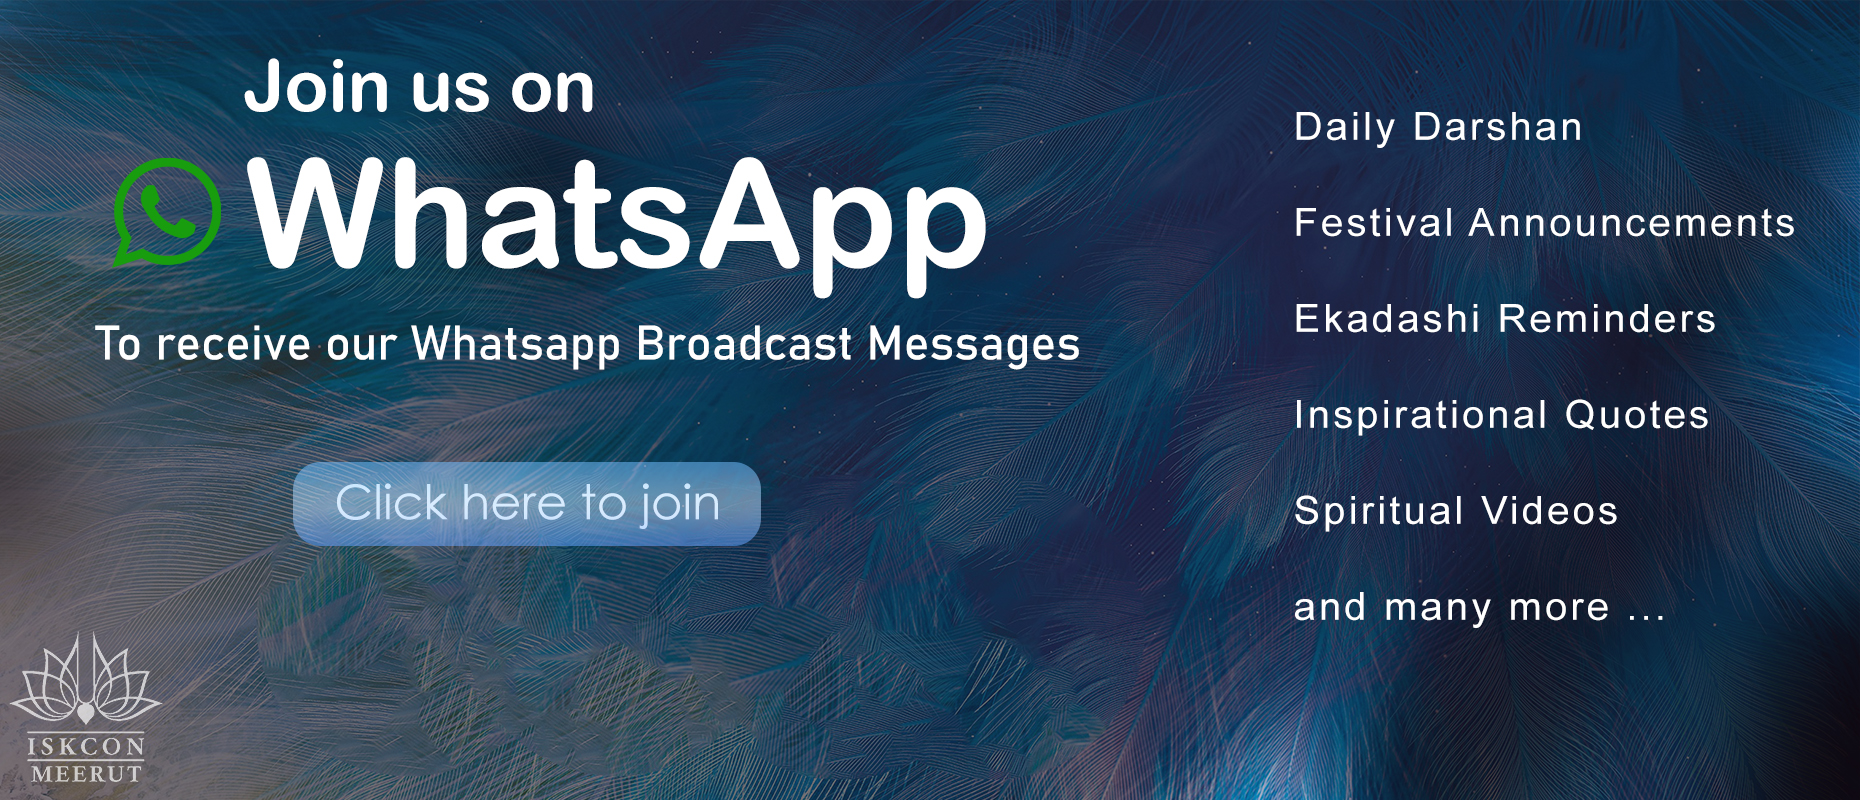 Join us on
WhatsApp
To receive our Whatsapp Broadcast Messages
Click here to join
Daily Darshan
Festival Announcements
Ekadashi Reminders
Inspirational Quotes
Spiritual Videos
and many more ...
ISKCON
MEERUT